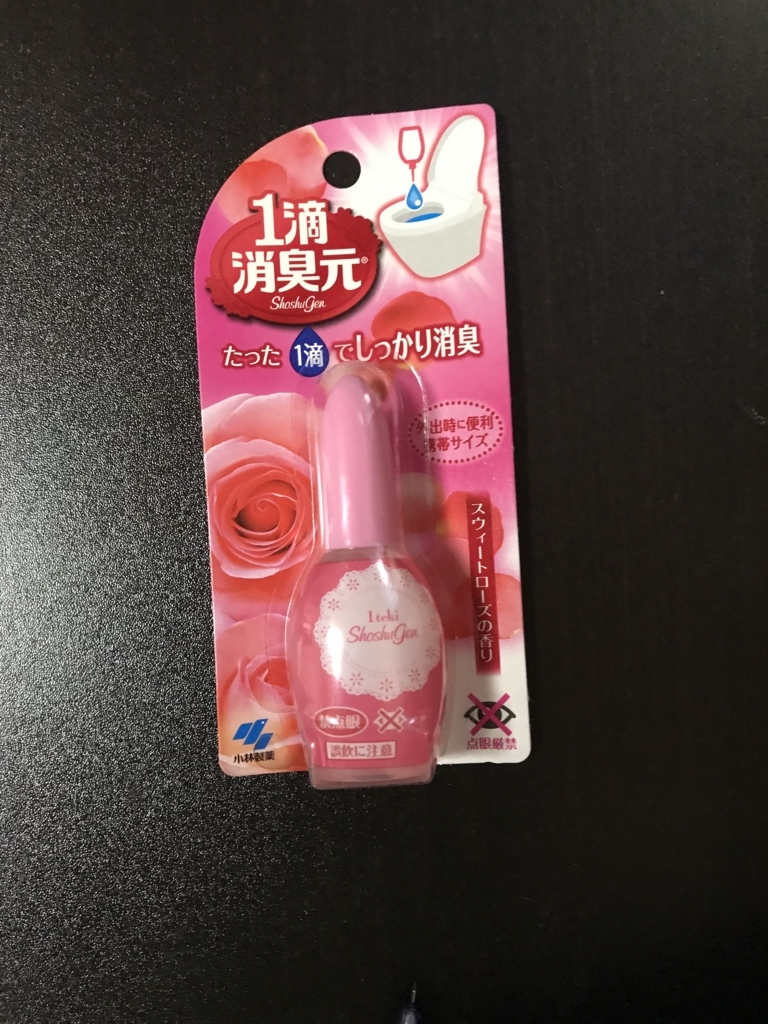 1滴
消臭元®
ShoshuGen
たった 1滴 でしっかり消臭
外出時に便利
携帯サイズ
スウィートローズの香り
1teki
ShoshuGen
禁点眼
誤飲に注意
点眼厳禁
小林製薬